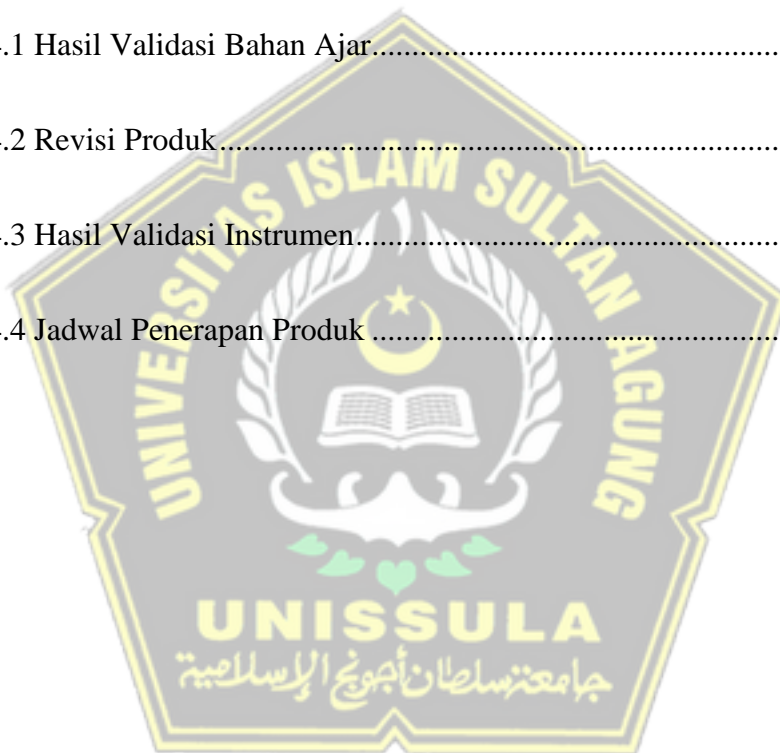 .1 Hasil Validasi Bahan Ajar..........................................................
.2 Revisi Produk................................................................................
.3 Hasil Validasi Instrumen............................................................
.4 Jadwal Penerapan Produk ..........................................................
UNIVERSITAS ISLAM SULTAN AGUNG
UNISSULA
جامعة سلطان أجونج الإسلامية